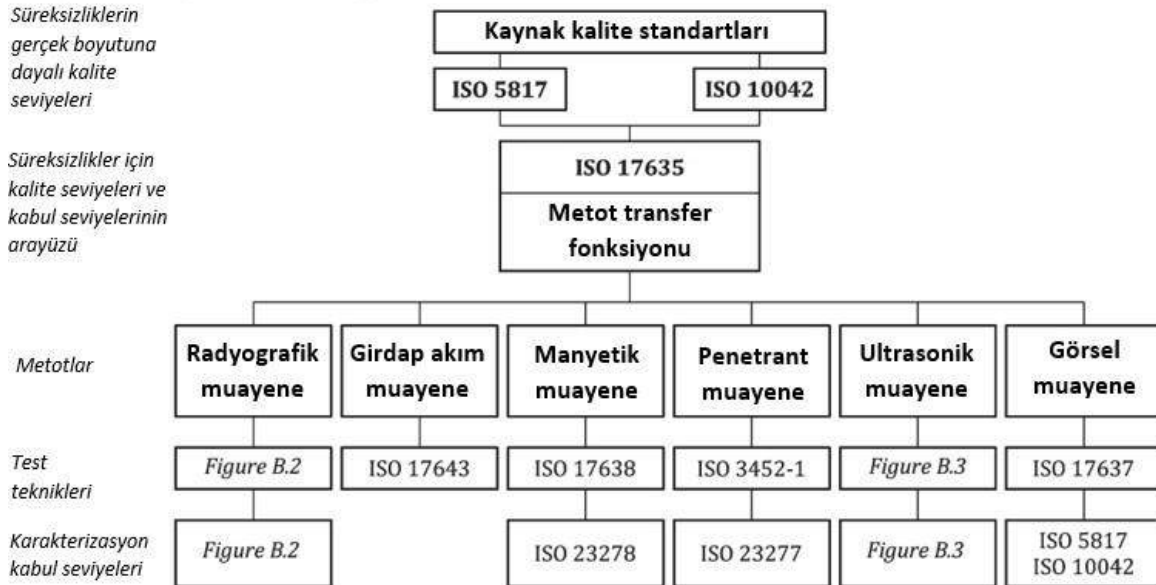 Süreksizliklerin
gerçek boyutuna
dayalı kalite
seviyeleri
Kaynak kalite standartları
ISO 5817
ISO 10042
Süreksizlikler için
kalite seviyeleri ve
kabul seviyelerinin
arayüzü
ISO 17635
Metot transfer
fonksiyonu
Metotlar
Radyografik
muayene
Girdap akım
muayene
Manyetik
muayene
Penetrant
muayene
Ultrasonik
muayene
Görsel
muayene
Test
teknikleri
Figure B.2
ISO 17643
ISO 17638
ISO 3452-1
Figure B.3
ISO 17637
Karakterizasyon
kabul seviyeleri
Figure B.2
ISO 23278
ISO 23277
Figure B.3
ISO 5817
ISO 10042